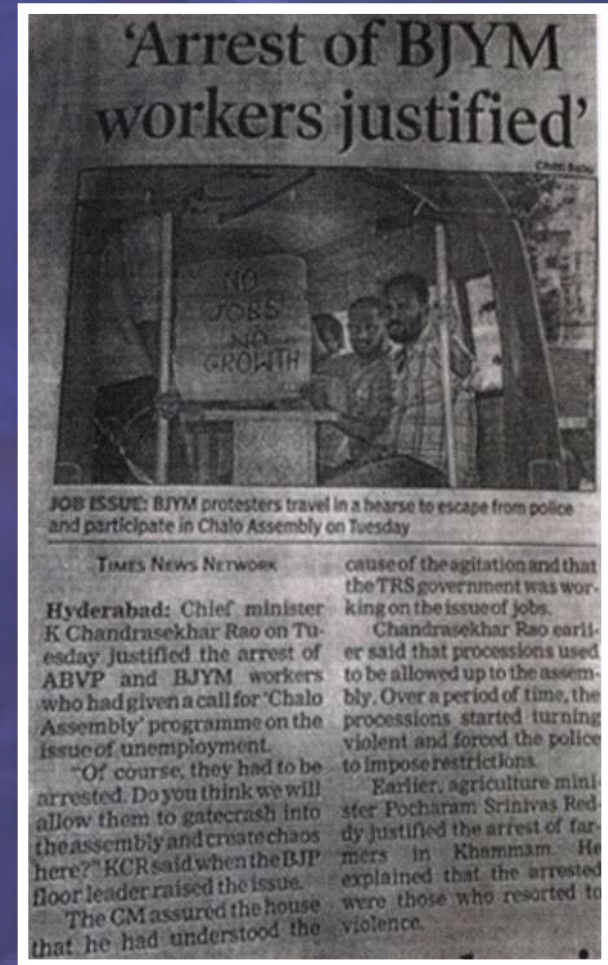 ‘Arrest of BJYM
workers justified’
NO
JOBS
NO
GROWTH
JOB ISSUE: BJYM protesters travel in a hearse to escape from police
and participate in Chalo Assembly on Tuesday
TIMES NEWS NETWORK
Hyderabad: Chief minister
K Chandrasekhar Rao on Tu-
esday justified the arrest of
ABVP and BJYM workers
who had given a call for ‘Chalo
Assembly’ programme on the
issue of unemployment.
“Of course, they had to be
arrested. Do you think we will
allow them to gatecrash into
the assembly and create chaos
here?” KCR said when the BJP
floor leader raised the issue.
The CM assured the house
that he had understood the
cause of the agitation and that
the TRS government was wor-
king on the issue of jobs.
Chandrasekhar Rao earli-
er said that processions used
to be allowed up to the assem-
bly. Over a period of time, the
processions started turning
violent and forced the police
to impose restrictions.
Earlier, agriculture mini-
ster Pocharam Srinivas Red-
dy justified the arrest of far-
mers in Khammam. He
explained that the arrested
were those who resorted to
violence.